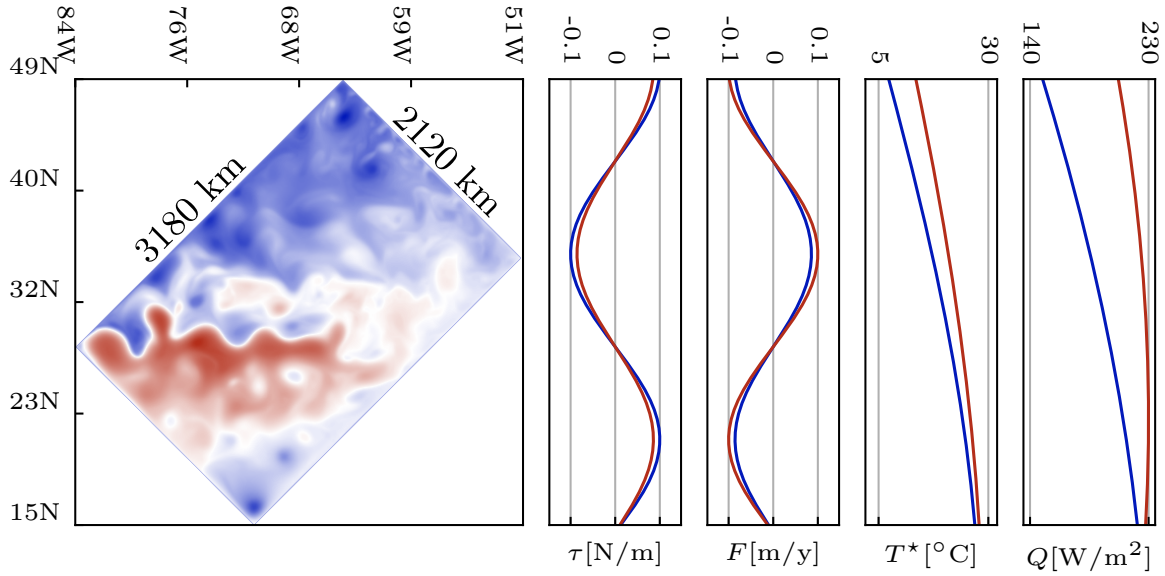 84W 76W 68W 59W 51W
-0.1 0 0.1
-0.1 0 0.1
5 30
140 230
49N
40N
32N
23N
15N
3180 km
2120 km
τ[N/m]
F[m/y]
T⋆[°C]
Q[W/m²]